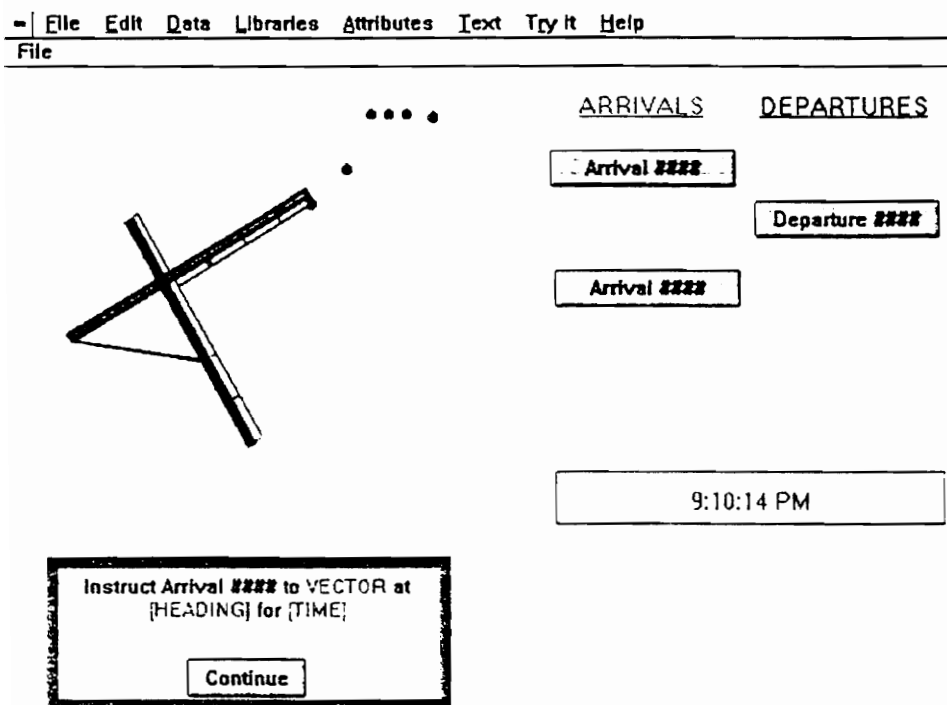 - File Edit Data Libraries Attributes Text Try It Help
File
ARRIVALS DEPARTURES
Arrival ####
Departure ####
Arrival ####
9:10:14 PM
Instruct Arrival #### to VECTOR at
[HEADING] for [TIME]
Continue